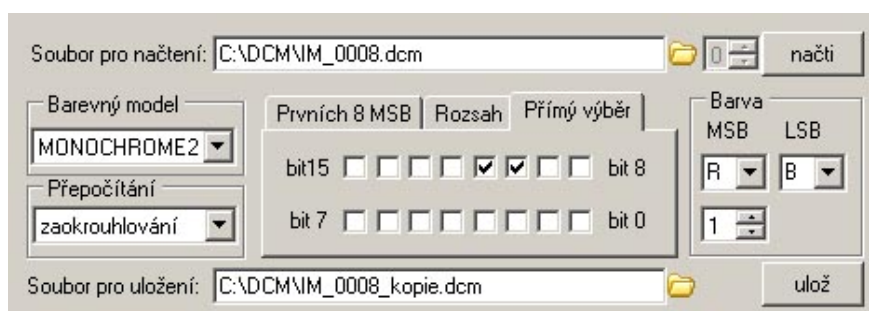 Soubor pro načtení: C:\DCM\IM_0008.dcm 0 načti
Barevný model
MONOCHROME2
Přepočítání
zaokrouhlování
Prvních 8 MSB Rozsah Přímý výběr
bit15 bit 8
bit 7 bit 0
Barva
MSB LSB
R B
1
Soubor pro uložení: C:\DCM\IM_0008_kopie.dcm ulož